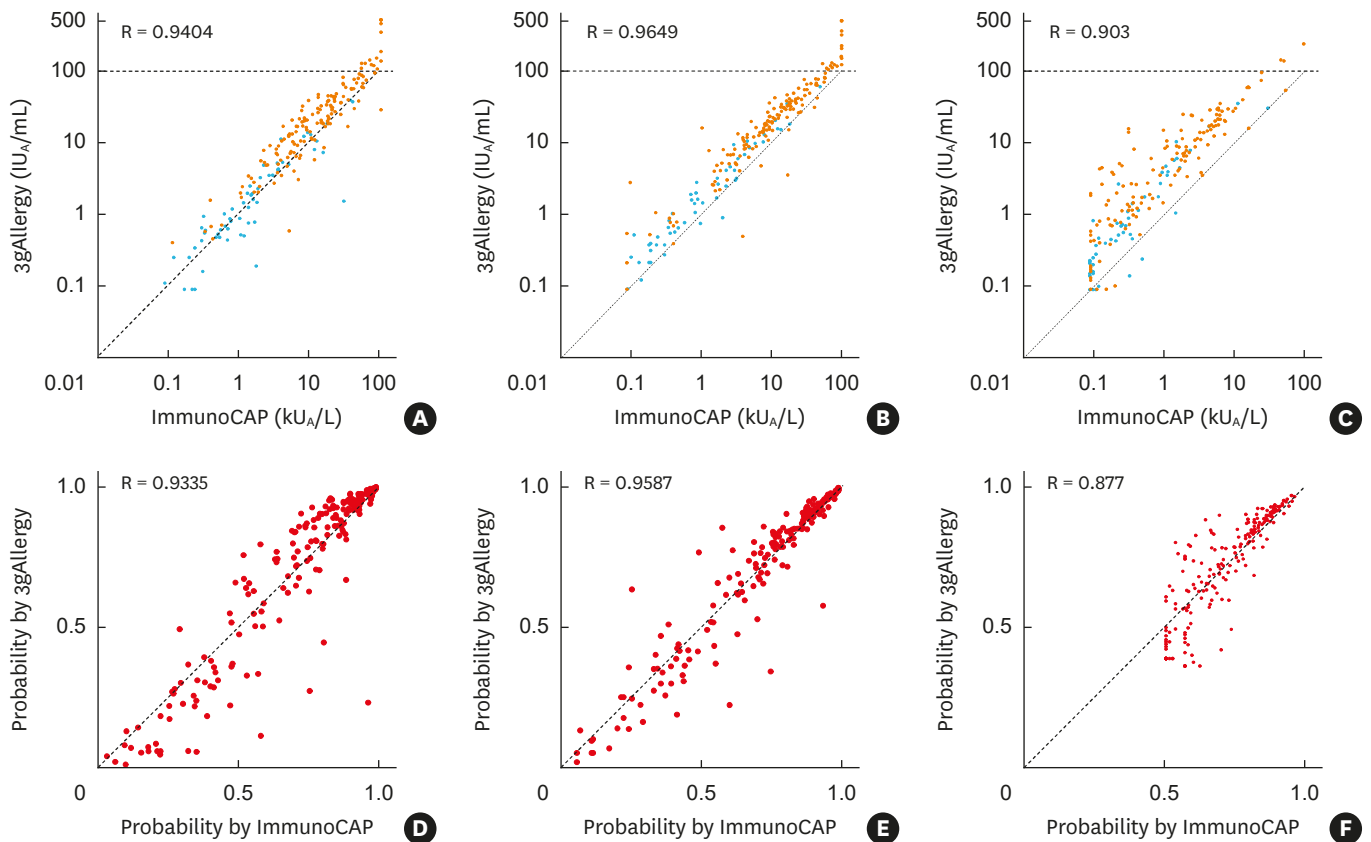 500
R = 0.9404
100
10
1
0.1
3gAllergy (IUA/mL)
0.01
0.1
1
10
100
ImmunoCAP (kUA/L)
A
500
R = 0.9649
100
10
1
0.1
3gAllergy (IUA/mL)
0.01
0.1
1
10
100
ImmunoCAP (kUA/L)
B
500
R = 0.903
100
10
1
0.1
3gAllergy (IUA/mL)
0.01
0.1
1
10
100
ImmunoCAP (kUA/L)
C
1.0
R = 0.9335
0.5
Probability by 3gAllergy
0
0.5
1.0
Probability by ImmunoCAP
D
1.0
R = 0.9587
0.5
Probability by 3gAllergy
0
0.5
1.0
Probability by ImmunoCAP
E
1.0
R = 0.877
0.5
Probability by 3gAllergy
0
0.5
1.0
Probability by ImmunoCAP
F